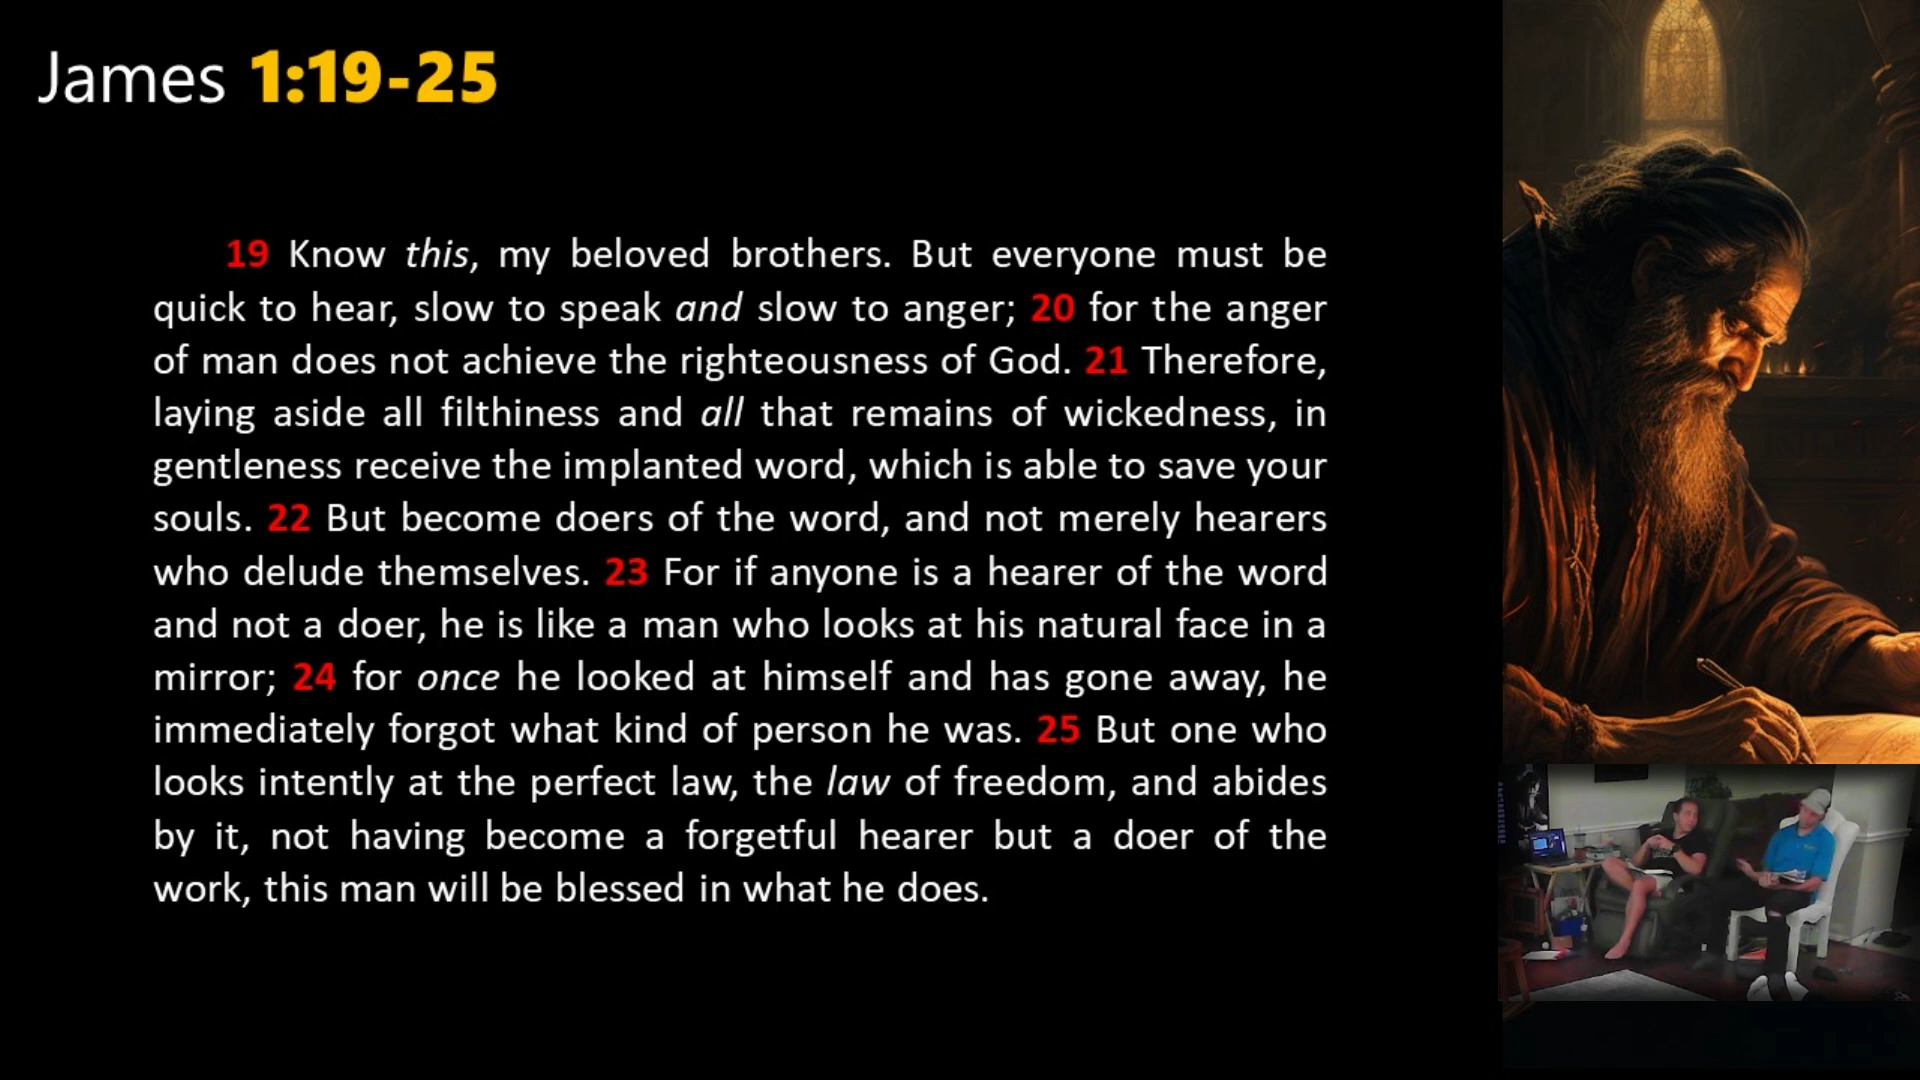 James 1:19-25
19 Know this, my beloved brothers. But everyone must be
quick to hear, slow to speak and slow to anger; 20 for the anger
of man does not achieve the righteousness of God. 21 Therefore,
laying aside all filthiness and all that remains of wickedness, in
gentleness receive the implanted word, which is able to save your
souls. 22 But become doers of the word, and not merely hearers
who delude themselves. 23 For if anyone is a hearer of the word
and not a doer, he is like a man who looks at his natural face in a
mirror; 24 for once he looked at himself and has gone away, he
immediately forgot what kind of person he was. 25 But one who
looks intently at the perfect law, the law of freedom, and abides
by it, not having become a forgetful hearer but a doer of the
work, this man will be blessed in what he does.